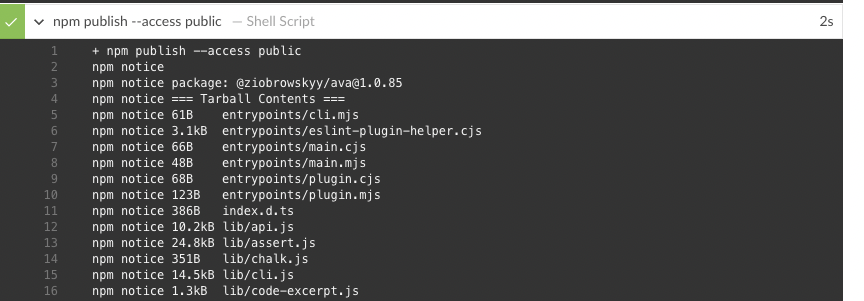 npm publish --access public — Shell Script 2s
1 + npm publish --access public
2 npm notice
3 npm notice package: @ziobrowskyy/ava@1.0.85
4 npm notice === Tarball Contents ===
5 npm notice 61B entrypoints/cli.mjs
6 npm notice 3.1kB entrypoints/eslint-plugin-helper.cjs
7 npm notice 66B entrypoints/main.cjs
8 npm notice 48B entrypoints/main.mjs
9 npm notice 68B entrypoints/plugin.cjs
10 npm notice 123B entrypoints/plugin.mjs
11 npm notice 386B index.d.ts
12 npm notice 10.2kB lib/api.js
13 npm notice 24.8kB lib/assert.js
14 npm notice 351B lib/chalk.js
15 npm notice 14.5kB lib/cli.js
16 npm notice 1.3kB lib/code-excerpt.js